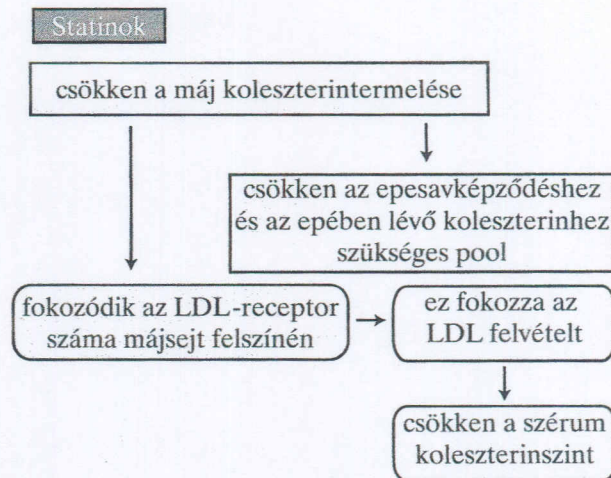 Statinok
csökken a máj koleszterintermelése
csökken az epesavképződéshez
és az epében lévő koleszterinhez
szükséges pool
fokozódik az LDL-receptor
száma májsejt felszínén
ez fokozza az
LDL felvételt
csökken a szérum
koleszterinszint